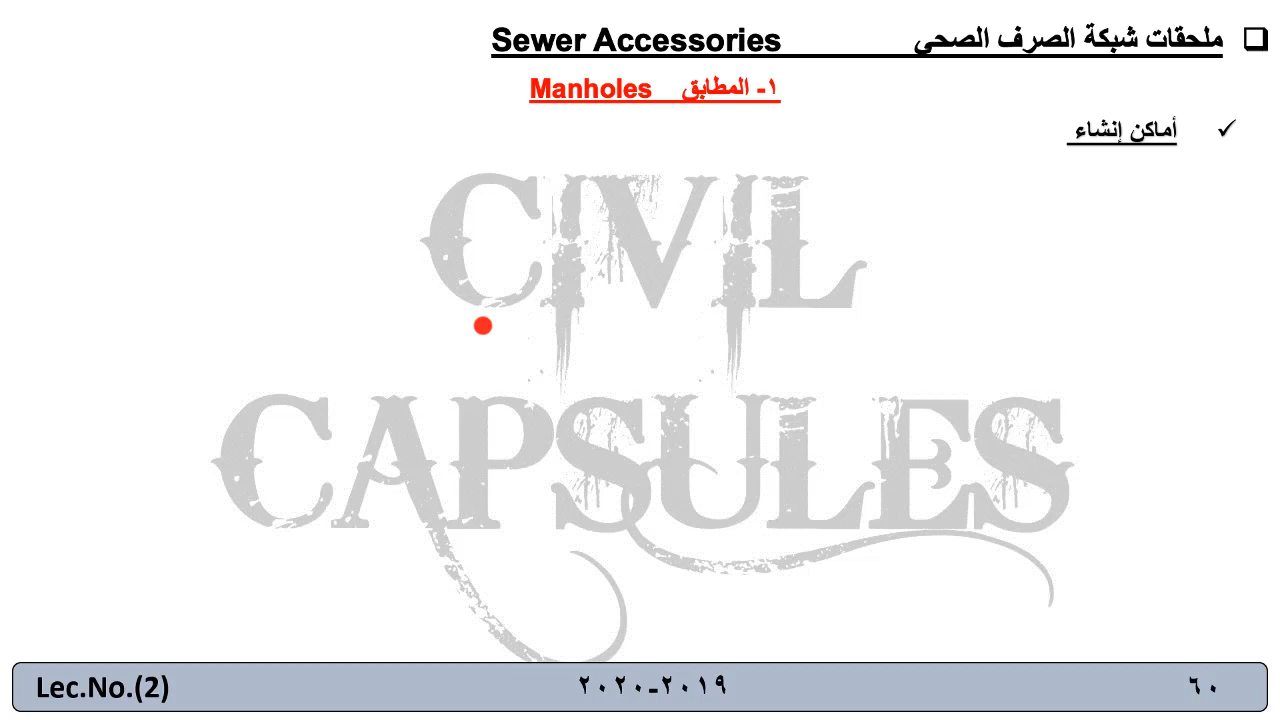 ❑ ملحقات شبكة الصرف الصحي Sewer Accessories
١- المطابق Manholes
✓ أماكن إنشاء
CIVIL
CAPSULES
Lec.No.(2) ٢٠١٩-٢٠٢٠ ٦٠